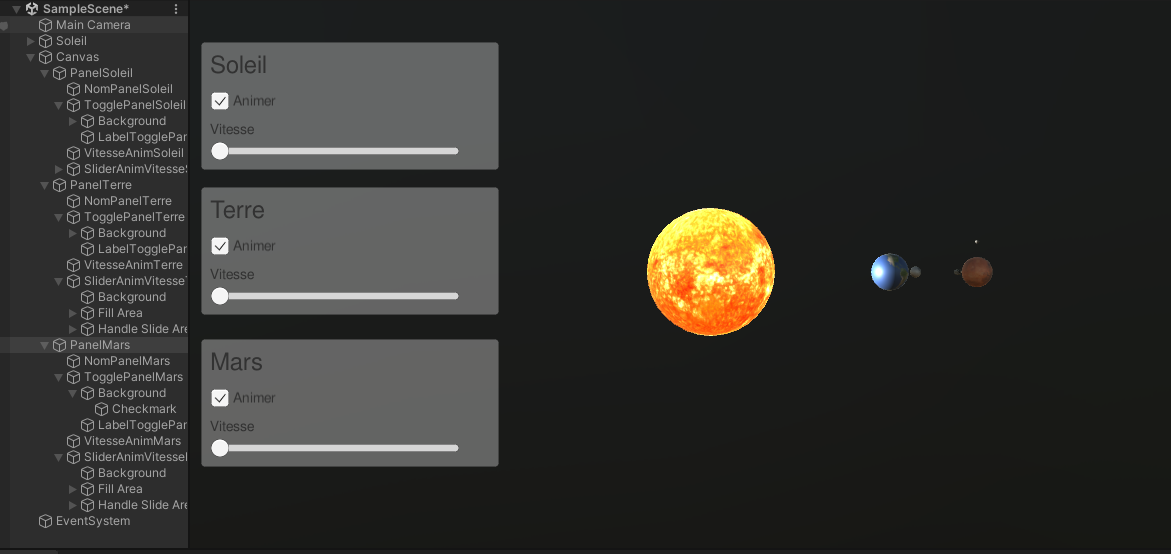 SampleScene*
Main Camera
Soleil
Canvas
PanelSoleil
NomPanelSoleil
TogglePanelSoleil
Background
LabelTogglePar
VitesseAnimSoleil
SliderAnimVitesseS
PanelTerre
NomPanelTerre
TogglePanelTerre
Background
LabelTogglePar
VitesseAnimTerre
SliderAnimVitesseT
Background
Fill Area
Handle Slide Are
PanelMars
NomPanelMars
TogglePanelMars
Background
Checkmark
LabelTogglePar
VitesseAnimMars
SliderAnimVitesseI
Background
Fill Area
Handle Slide Are
EventSystem
Soleil
Animer
Vitesse
Terre
Animer
Vitesse
Mars
Animer
Vitesse